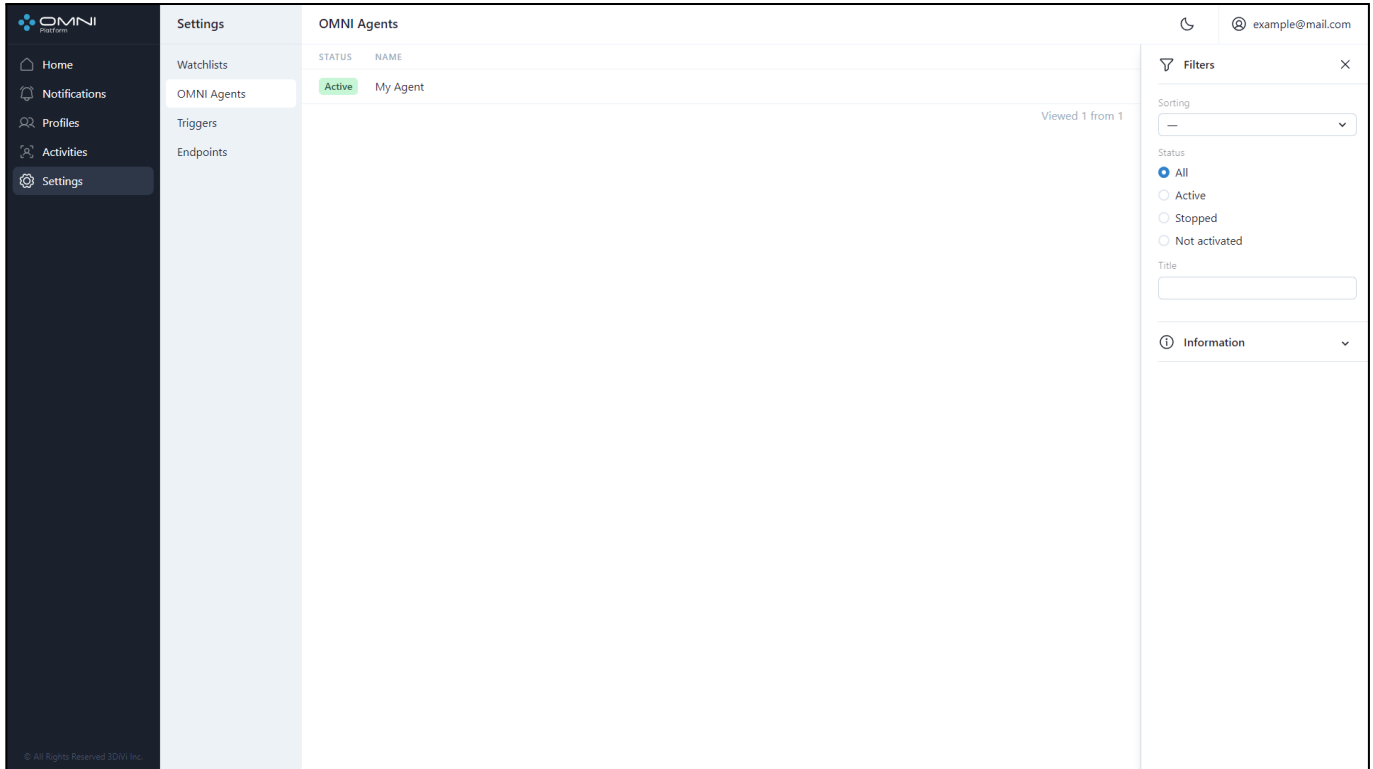 OMNI
Platform
Home
Notifications
Profiles
Activities
Settings
© All Rights Reserved 3DiVi Inc.
Settings
Watchlists
OMNI Agents
Triggers
Endpoints
OMNI Agents
example@mail.com
STATUS NAME
Active My Agent
Viewed 1 from 1
Filters
Sorting
—
Status
All
Active
Stopped
Not activated
Title
Information